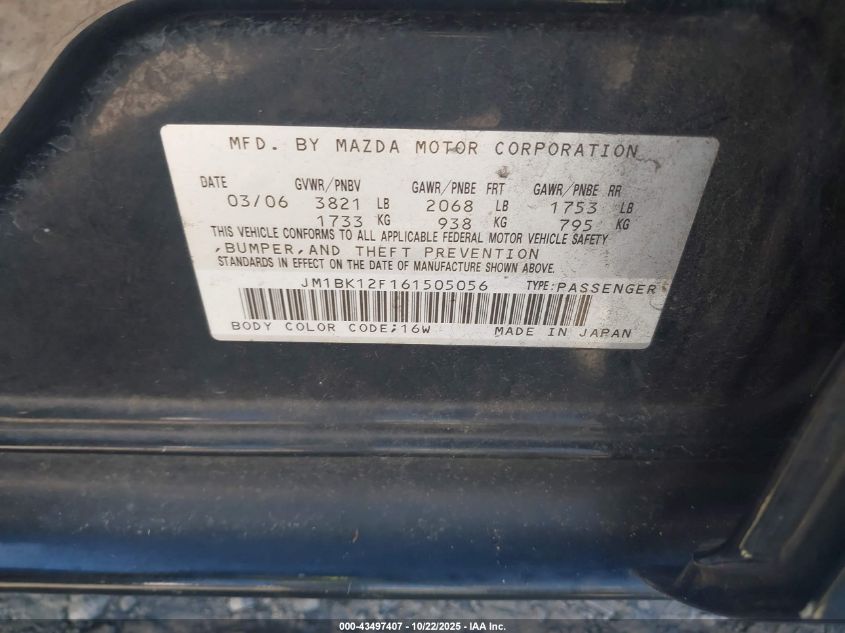 MFD. BY MAZDA MOTOR CORPORATION
DATE GVWR/PNBV GAWR/PNBE FRT GAWR/PNBE RR
03/06 3821 LB 2068 LB 1753 LB
1733 KG 938 KG 795 KG
THIS VEHICLE CONFORMS TO ALL APPLICABLE FEDERAL MOTOR VEHICLE SAFETY
,BUMPER,AND THEFT PREVENTION
STANDARDS IN EFFECT ON THE DATE OF MANUFACTURE SHOWN ABOVE.
JM1BK12F161505056 TYPE:PASSENGER
BODY COLOR CODE;16W MADE IN JAPAN
000-43497407 - 10/22/2025 - IAA Inc.